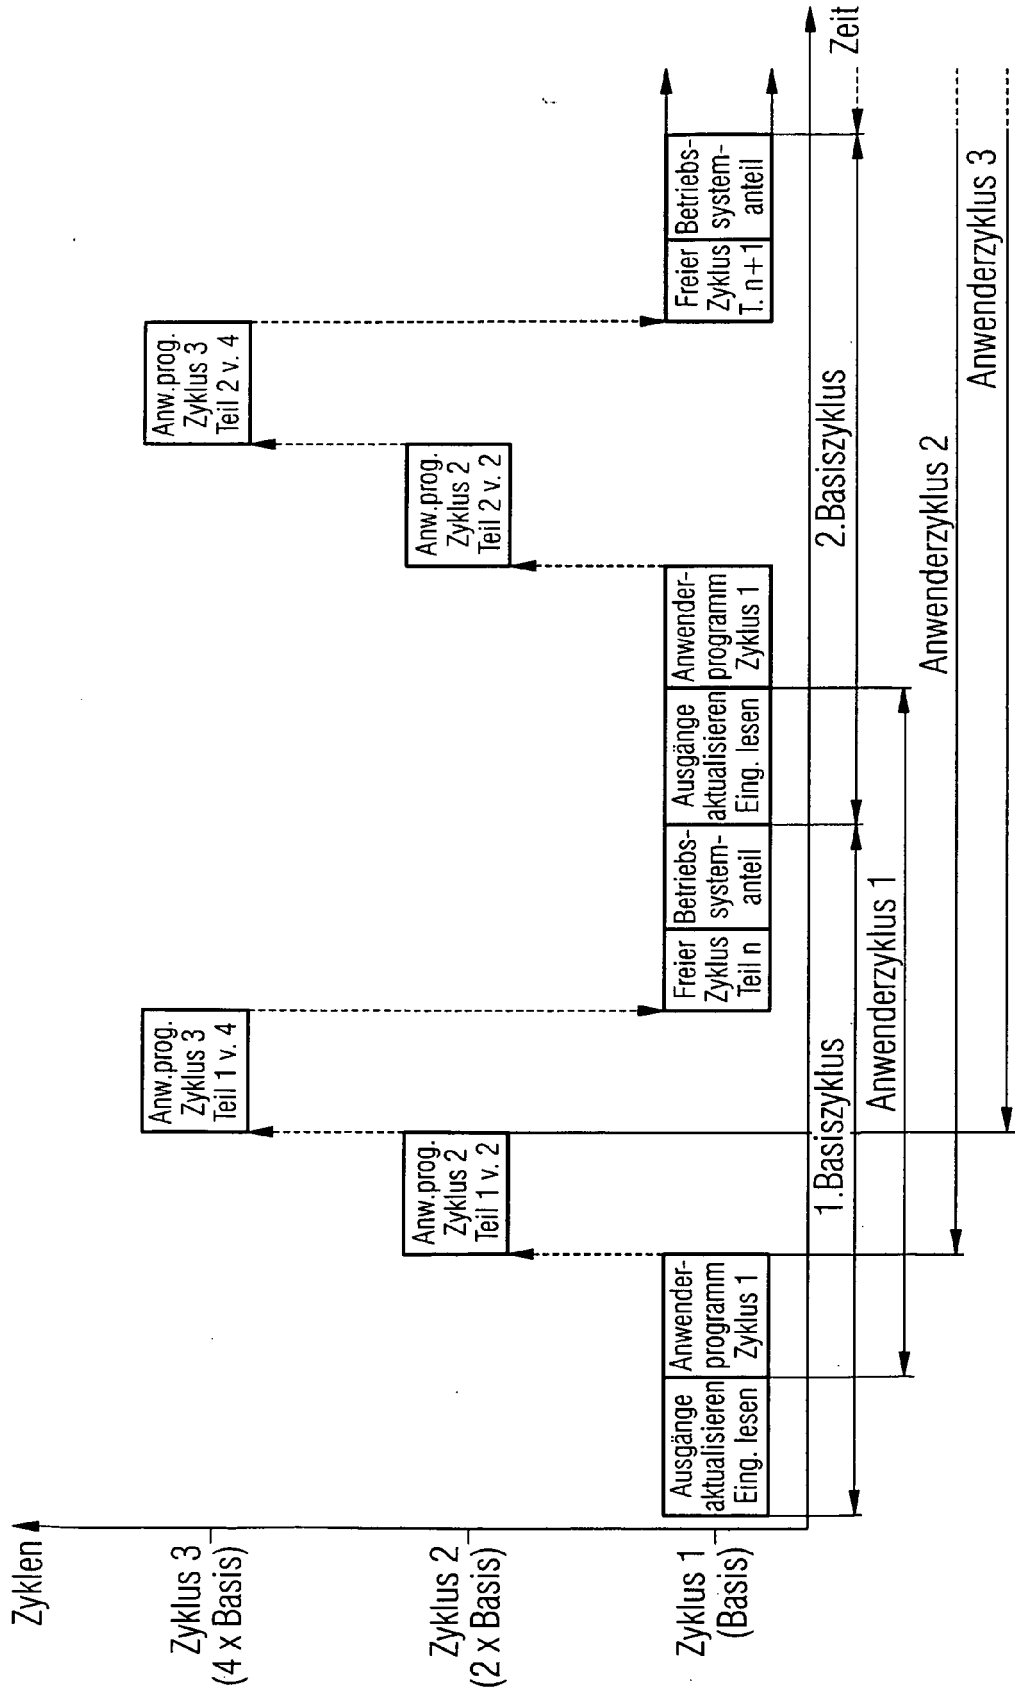 Zyklen
Zyklus 3
(4 x Basis)
Zyklus 2
(2 x Basis)
Zyklus 1
(Basis)
Anw.prog.
Zyklus 3
Teil 1 v. 4
Anw.prog.
Zyklus 3
Teil 2 v. 4
Anw.prog.
Zyklus 2
Teil 1 v. 2
Anw.prog.
Zyklus 2
Teil 2 v. 2
Ausgänge
aktualisieren
Eing. lesen
Anwender-
programm
Zyklus 1
Freier
Zyklus
Teil n
Betriebs-
system-
anteil
Ausgänge
aktualisieren
Eing. lesen
Anwender-
programm
Zyklus 1
Freier
Zyklus
T. n+1
Betriebs-
system-
anteil
1.Basiszyklus
2.Basiszyklus
Zeit
Anwenderzyklus 1
Anwenderzyklus 2
Anwenderzyklus 3